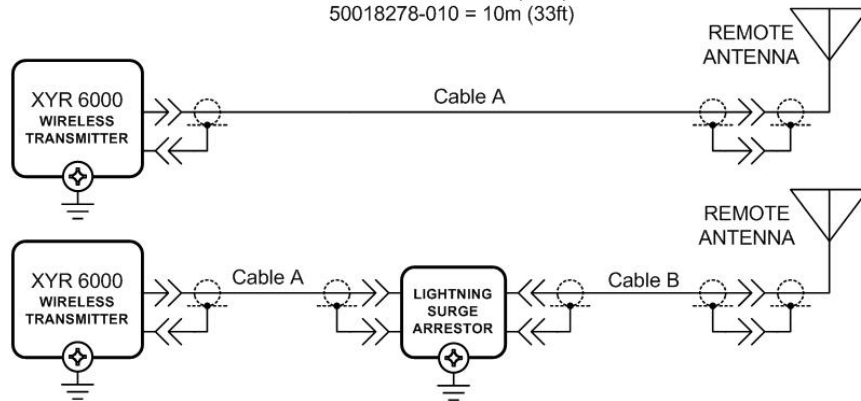 50018278-010 = 10m (33ft)
REMOTE
ANTENNA
XYR 6000
WIRELESS
TRANSMITTER
Cable A
REMOTE
ANTENNA
XYR 6000
WIRELESS
TRANSMITTER
Cable A
LIGHTNING
SURGE
ARRESTOR
Cable B